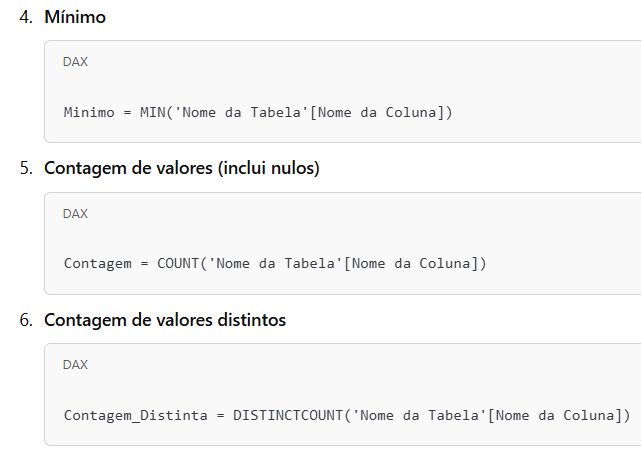 4. Mínimo
DAX
Minimo = MIN('Nome da Tabela'[Nome da Coluna])
5. Contagem de valores (inclui nulos)
DAX
Contagem = COUNT('Nome da Tabela'[Nome da Coluna])
6. Contagem de valores distintos
DAX
Contagem_Distinta = DISTINCTCOUNT('Nome da Tabela'[Nome da Coluna])